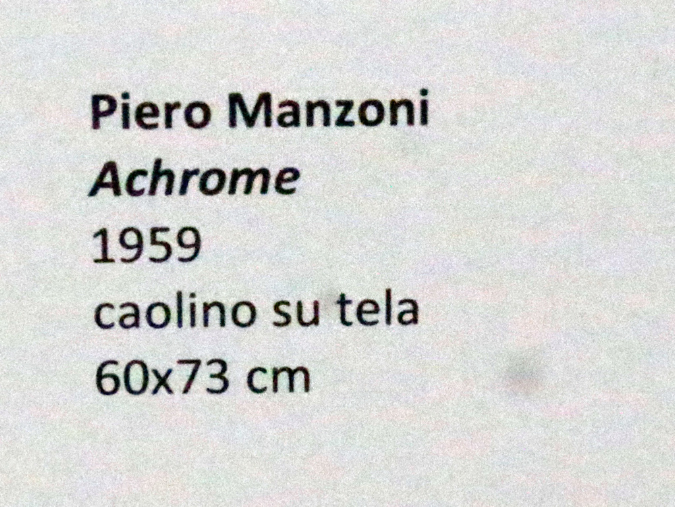 Piero Manzoni
Achrome
1959
caolino su tela
60x73 cm